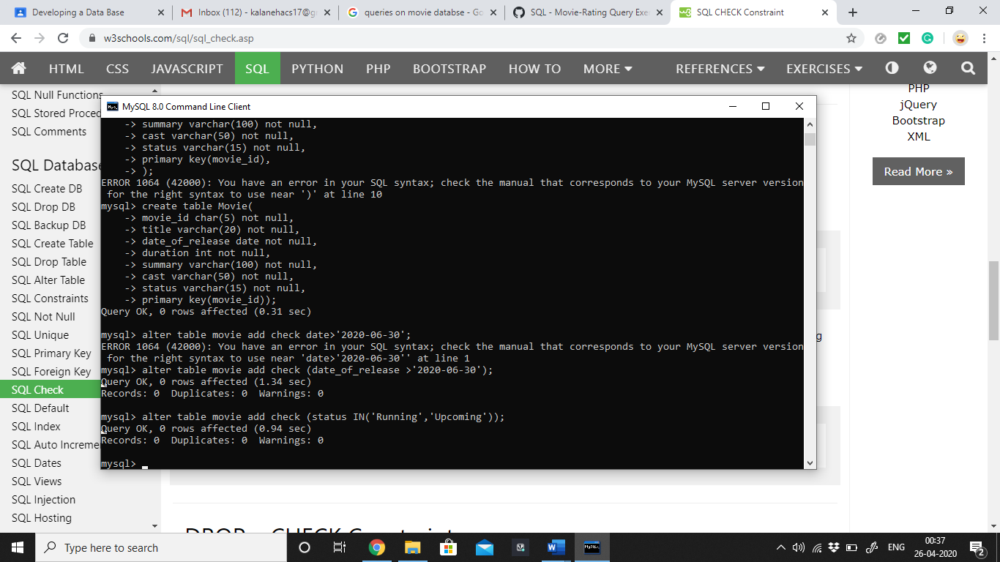 Developing a Data Base
Inbox (112) - kalanehacs17@g
queries on movie databse - Go
SQL - Movie-Rating Query Exe
SQL CHECK Constraint
w3schools.com/sql/sql_check.asp
HTML CSS JAVASCRIPT SQL PYTHON PHP BOOTSTRAP HOW TO MORE REFERENCES EXERCISES
SQL Null Functions
SQL Stored Proced
SQL Comments
SQL Database
SQL Create DB
SQL Drop DB
SQL Backup DB
SQL Create Table
SQL Drop Table
SQL Alter Table
SQL Constraints
SQL Not Null
SQL Unique
SQL Primary Key
SQL Foreign Key
SQL Check
SQL Default
SQL Index
SQL Auto Increme
SQL Dates
SQL Views
SQL Injection
SQL Hosting
MySQL 8.0 Command Line Client
-> summary varchar(100) not null,
-> cast varchar(50) not null,
-> status varchar(15) not null,
-> primary key(movie_id),
-> );
ERROR 1064 (42000): You have an error in your SQL syntax; check the manual that corresponds to your MySQL server version
for the right syntax to use near ')' at line 10
mysql> create table Movie(
-> movie_id char(5) not null,
-> title varchar(20) not null,
-> date_of_release date not null,
-> duration int not null,
-> summary varchar(100) not null,
-> cast varchar(50) not null,
-> status varchar(15) not null,
-> primary key(movie_id));
Query OK, 0 rows affected (0.31 sec)
mysql> alter table movie add check date>'2020-06-30';
ERROR 1064 (42000): You have an error in your SQL syntax; check the manual that corresponds to your MySQL server version
for the right syntax to use near 'date>'2020-06-30'' at line 1
mysql> alter table movie add check (date_of_release >'2020-06-30');
Query OK, 0 rows affected (1.34 sec)
Records: 0 Duplicates: 0 Warnings: 0
mysql> alter table movie add check (status IN('Running','Upcoming'));
Query OK, 0 rows affected (0.94 sec)
Records: 0 Duplicates: 0 Warnings: 0
mysql>
PHP
jQuery
Bootstrap
XML
Read More »
g
Type here to search
ENG
00:37
26-04-2020
2